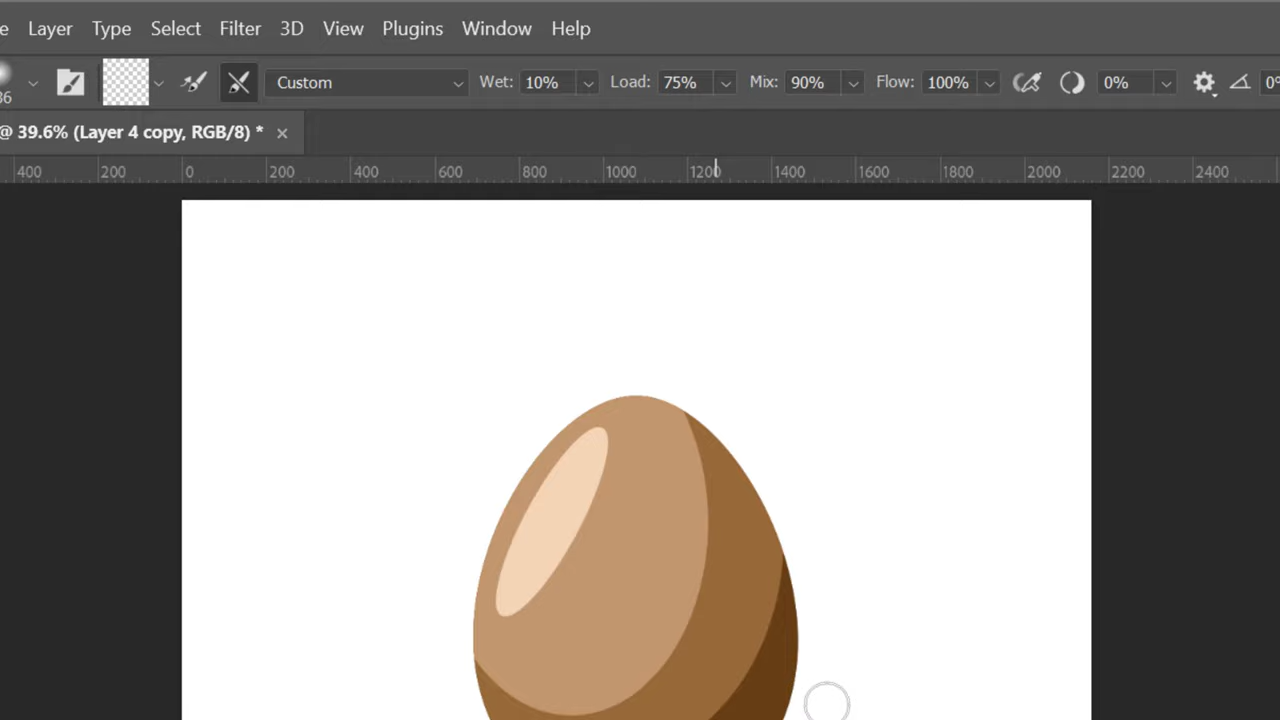 e Layer Type Select Filter 3D View Plugins Window Help
36 Custom Wet: 10% Load: 75% Mix: 90% Flow: 100% 0% 0°
@ 39.6% (Layer 4 copy, RGB/8) * ×
400 200 0 200 400 600 800 1000 1200 1400 1600 1800 2000 2200 2400